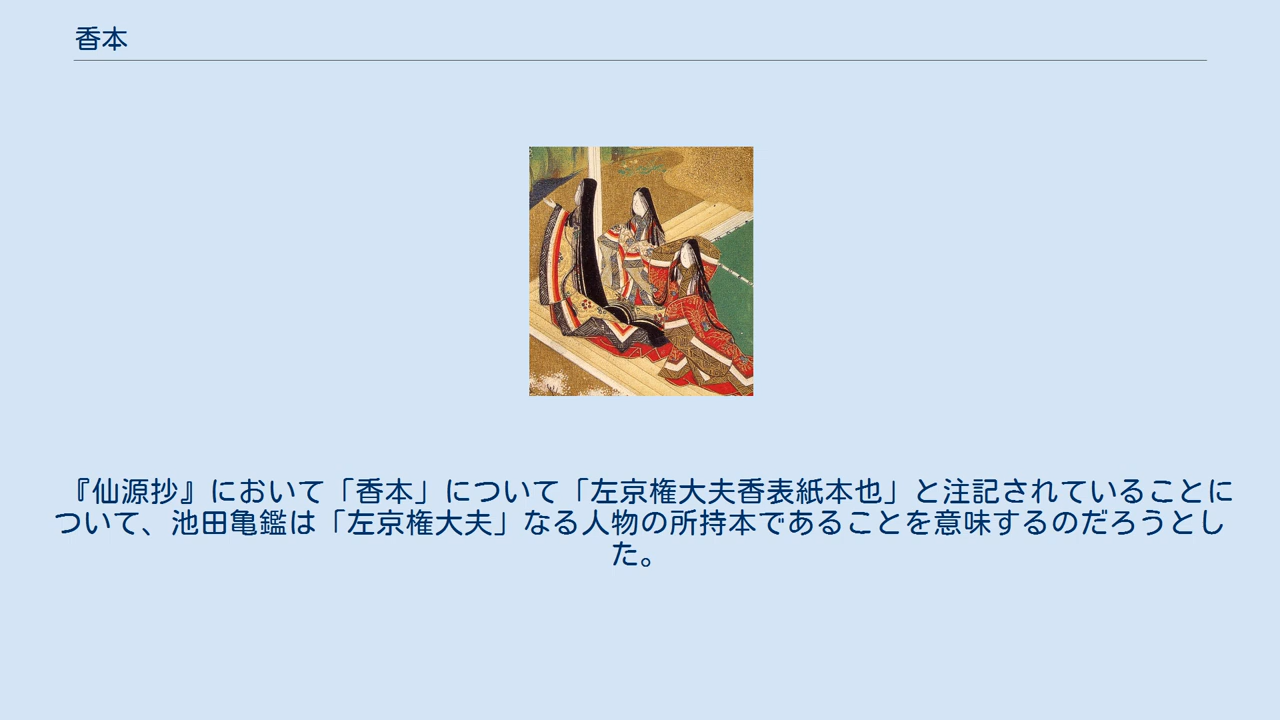 香本
『仙源抄』において「香本」について「左京権大夫香表紙本也」と注記されていることに
ついて、池田亀鑑は「左京権大夫」なる人物の所持本であることを意味するのだろうとし
た。